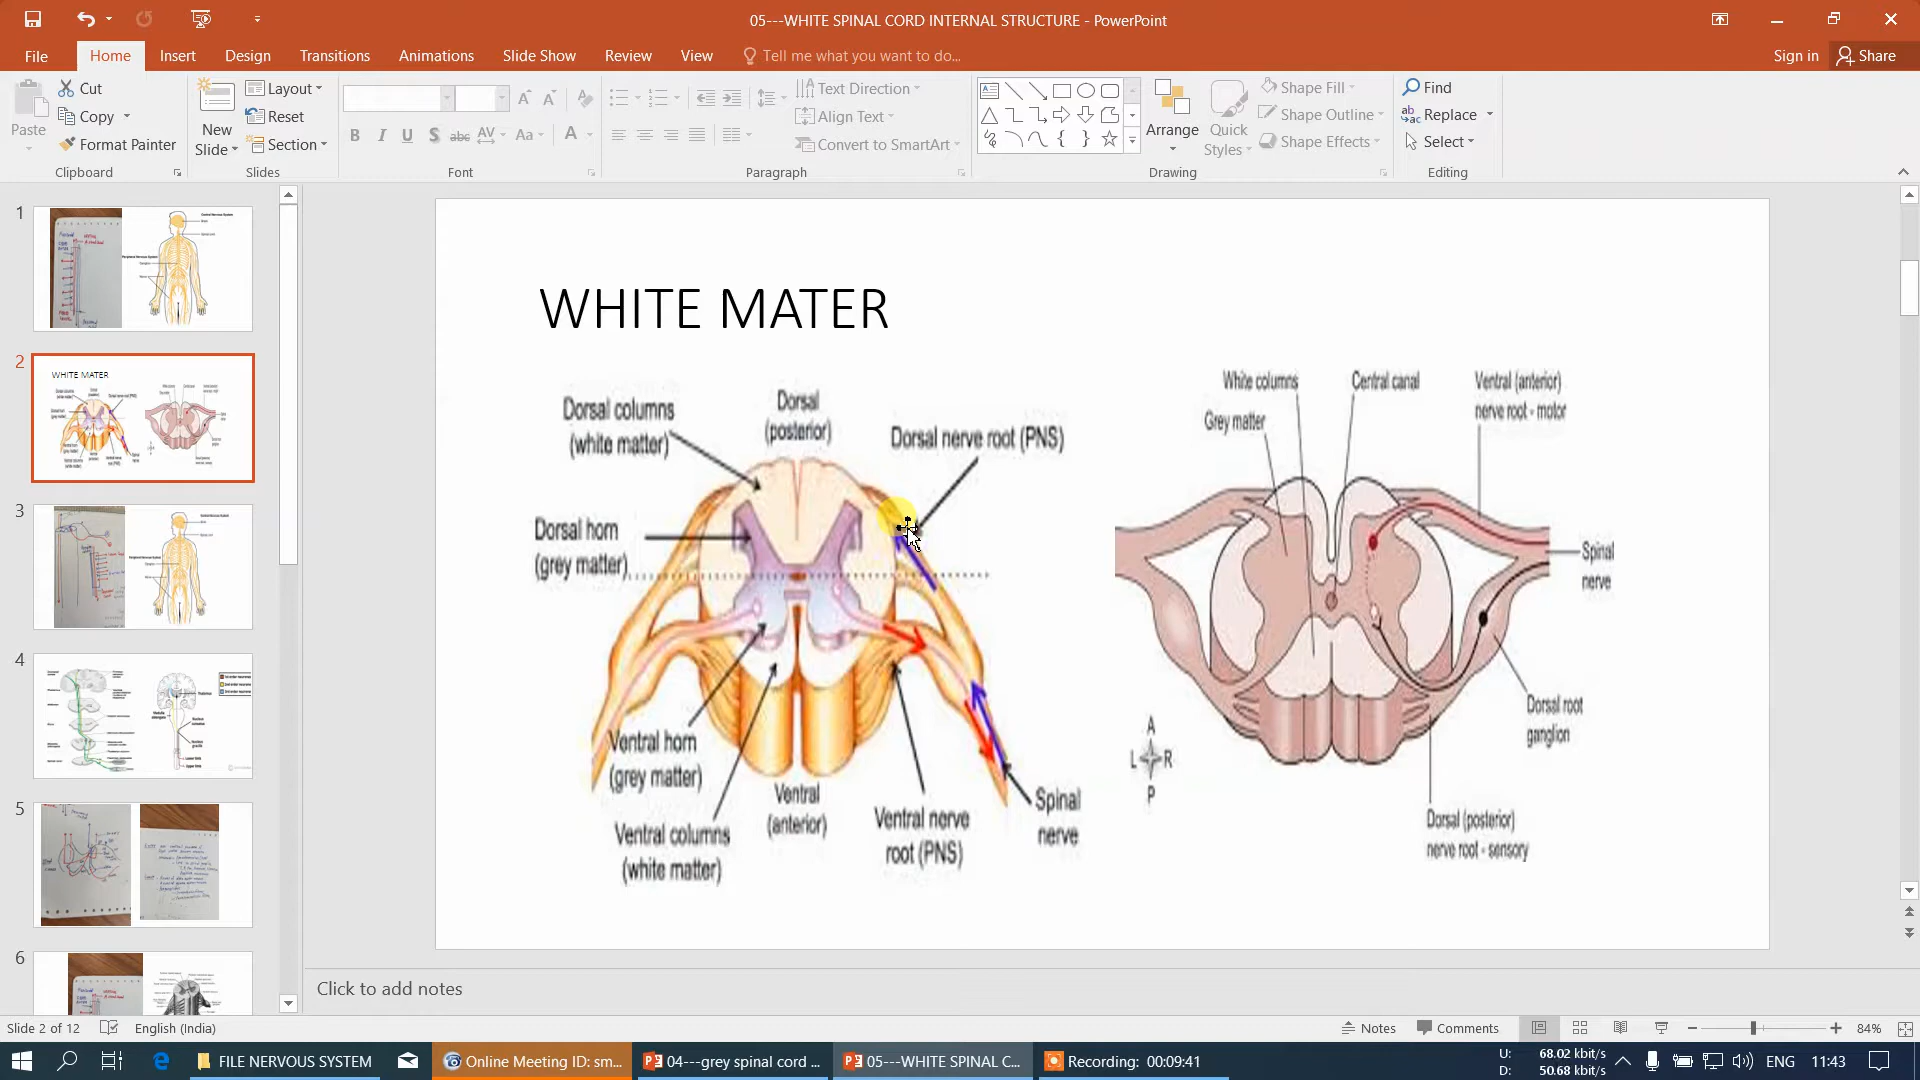 05---WHITE SPINAL CORD INTERNAL STRUCTURE - PowerPoint
File
Home
Insert
Design
Transitions
Animations
Slide Show
Review
View
Tell me what you want to do...
Sign in
Share
Paste
Cut
Copy
Format Painter
Clipboard
New
Slide
Layout
Reset
Section
Slides
Font
Text Direction
Align Text
Convert to SmartArt
Paragraph
Arrange
Quick
Styles
Shape Fill
Shape Outline
Shape Effects
Drawing
Find
Replace
Select
Editing
1
2
WHITE MATER
3
4
5
6
WHITE MATER
Dorsal columns
(white matter)
Dorsal
(posterior)
Dorsal nerve root (PNS)
Dorsal horn
(grey matter)
Ventral horn
(grey matter)
Ventral columns
(white matter)
Ventral
(anterior)
Ventral nerve
root (PNS)
Spinal
nerve
White columns
Central canal
Ventral (anterior)
nerve root - motor
Grey matter
Spinal
nerve
Dorsal root
ganglion
A
L R
P
Dorsal (posterior)
nerve root - sensory
Click to add notes
Slide 2 of 12
English (India)
Notes
Comments
84%
FILE NERVOUS SYSTEM
Online Meeting ID: sm...
04---grey spinal cord ...
05---WHITE SPINAL C...
Recording: 00:09:41
U: 68.02 kbit/s
D: 50.68 kbit/s
ENG
11:43